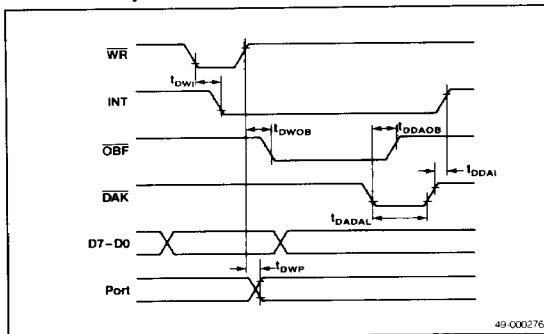 WR
tDWI
INT
tDWOB
tDDAOB
OBF
tDDAI
DAK
tDADAL
D7-D0
tDWP
Port
49-000276